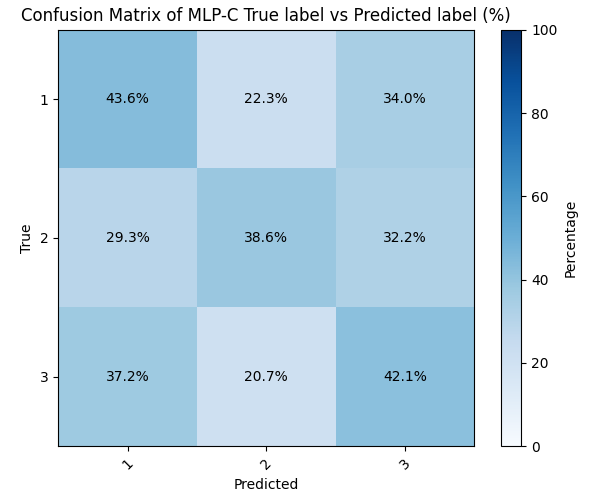 Confusion Matrix of MLP-C True label vs Predicted label (%)
1 43.6% 22.3% 34.0%
2 29.3% 38.6% 32.2%
3 37.2% 20.7% 42.1%
True
1 2 3
Predicted
100
80
60
40
20
0
Percentage